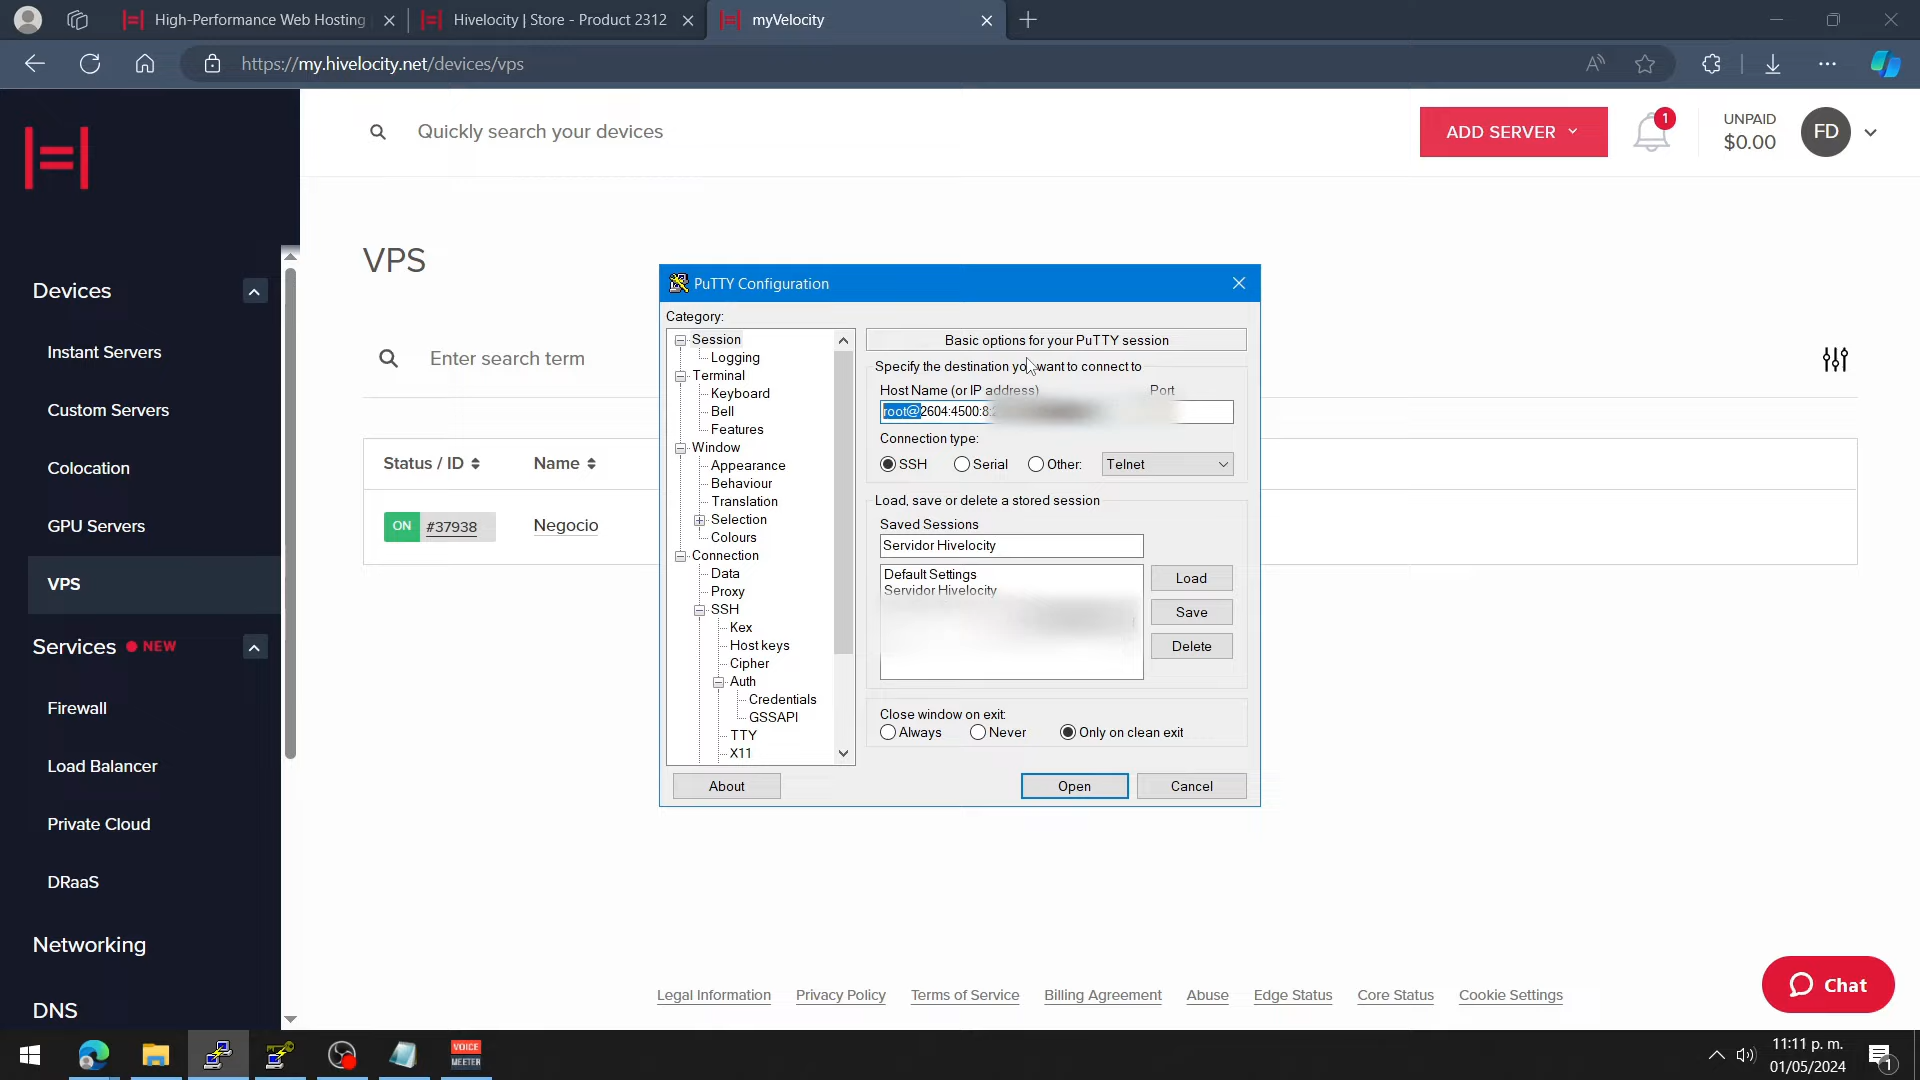 High-Performance Web Hosting
Hivelocity | Store - Product 2312
myVelocity
https://my.hivelocity.net/devices/vps
Quickly search your devices
ADD SERVER
1
UNPAID
$0.00
FD
Devices
Instant Servers
Custom Servers
Colocation
GPU Servers
VPS
Services NEW
Firewall
Load Balancer
Private Cloud
DRaaS
Networking
DNS
VPS
Enter search term
Status / ID
Name
ON #37938
Negocio
PuTTY Configuration
Category:
Session
Logging
Terminal
Keyboard
Bell
Features
Window
Appearance
Behaviour
Translation
Selection
Colours
Connection
Data
Proxy
SSH
Kex
Host keys
Cipher
Auth
Credentials
GSSAPI
TTY
X11
Basic options for your PuTTY session
Specify the destination you want to connect to
Host Name (or IP address) Port
root@2604:4500:8:
Connection type:
SSH Serial Other: Telnet
Load, save or delete a stored session
Saved Sessions
Servidor Hivelocity
Default Settings
Servidor Hivelocity
Load
Save
Delete
Close window on exit:
Always Never Only on clean exit
About Open Cancel
Legal Information Privacy Policy Terms of Service Billing Agreement Abuse Edge Status Core Status Cookie Settings
Chat
VOICE
MEETER
11:11 p. m.
01/05/2024
1